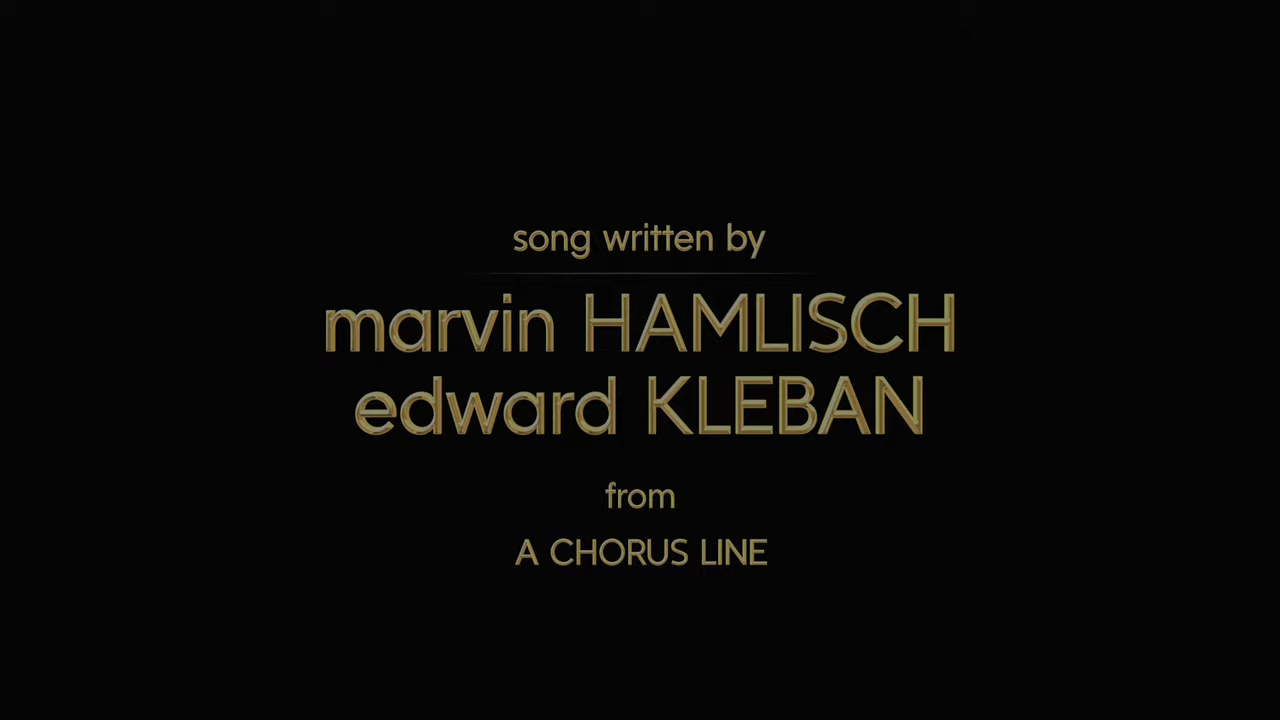 song written by
marvin HAMLISCH
edward KLEBAN
from
A CHORUS LINE